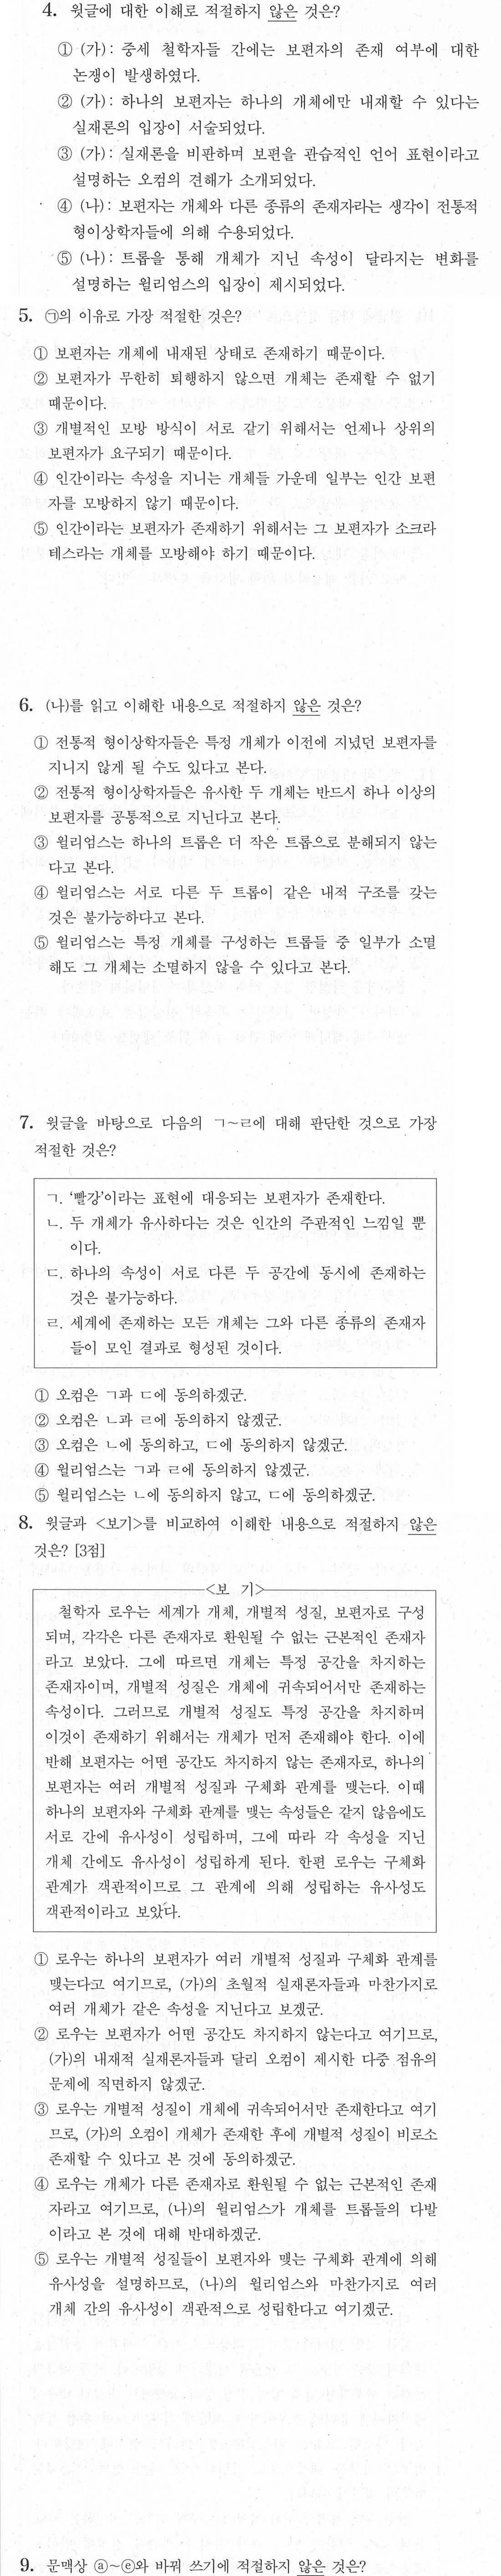 4. 윗글에 대한 이해로 적절하지 않은 것은?
① (가): 중세 철학자들 간에는 보편자의 존재 여부에 대한
논쟁이 발생하였다.
② (가): 하나의 보편자는 하나의 개체에만 내재할 수 있다는
실재론의 입장이 서술되었다.
③ (가): 실재론을 비판하며 보편을 관습적인 언어 표현이라고
설명하는 오컴의 견해가 소개되었다.
④ (나): 보편자는 개체와 다른 종류의 존재자라는 생각이 전통적
형이상학자들에 의해 수용되었다.
⑤ (나): 트롭을 통해 개체가 지닌 속성이 달라지는 변화를
설명하는 윌리엄스의 입장이 제시되었다.
5. ㉠의 이유로 가장 적절한 것은?
① 보편자는 개체에 내재된 상태로 존재하기 때문이다.
② 보편자가 무한히 퇴행하지 않으면 개체는 존재할 수 없기
때문이다.
③ 개별적인 모방 방식이 서로 같기 위해서는 언제나 상위의
보편자가 요구되기 때문이다.
④ 인간이라는 속성을 지니는 개체들 가운데 일부는 인간 보편
자를 모방하지 않기 때문이다.
⑤ 인간이라는 보편자가 존재하기 위해서는 그 보편자가 소크라
테스라는 개체를 모방해야 하기 때문이다.
6. (나)를 읽고 이해한 내용으로 적절하지 않은 것은?
① 전통적 형이상학자들은 특정 개체가 이전에 지녔던 보편자를
지니지 않게 될 수도 있다고 본다.
② 전통적 형이상학자들은 유사한 두 개체는 반드시 하나 이상의
보편자를 공통적으로 지닌다고 본다.
③ 윌리엄스는 하나의 트롭은 더 작은 트롭으로 분해되지 않는
다고 본다.
④ 윌리엄스는 서로 다른 두 트롭이 같은 내적 구조를 갖는
것은 불가능하다고 본다.
⑤ 윌리엄스는 특정 개체를 구성하는 트롭들 중 일부가 소멸
해도 그 개체는 소멸하지 않을 수 있다고 본다.
7. 윗글을 바탕으로 다음의 ㄱ~ㄹ에 대해 판단한 것으로 가장
적절한 것은?
ㄱ. '빨강'이라는 표현에 대응되는 보편자가 존재한다.
ㄴ. 두 개체가 유사하다는 것은 인간의 주관적인 느낌일 뿐
이다.
ㄷ. 하나의 속성이 서로 다른 두 공간에 동시에 존재하는
것은 불가능하다.
ㄹ. 세계에 존재하는 모든 개체는 그와 다른 종류의 존재자
들이 모인 결과로 형성된 것이다.
① 오컴은 ㄱ과 ㄷ에 동의하겠군.
② 오컴은 ㄴ과 ㄹ에 동의하지 않겠군.
③ 오컴은 ㄴ에 동의하고, ㄷ에 동의하지 않겠군.
④ 윌리엄스는 ㄱ과 ㄹ에 동의하지 않겠군.
⑤ 윌리엄스는 ㄴ에 동의하지 않고, ㄷ에 동의하겠군.
8. 윗글과 <보기>를 비교하여 이해한 내용으로 적절하지 않은
것은? [3점]
<보 기>
철학자 로우는 세계가 개체, 개별적 성질, 보편자로 구성
되며, 각각은 다른 존재자로 환원될 수 없는 근본적인 존재자
라고 보았다. 그에 따르면 개체는 특정 공간을 차지하는
존재자이며, 개별적 성질은 개체에 귀속되어서만 존재하는
속성이다. 그러므로 개별적 성질도 특정 공간을 차지하며
이것이 존재하기 위해서는 개체가 먼저 존재해야 한다. 이에
반해 보편자는 어떤 공간도 차지하지 않는 존재자로, 하나의
보편자는 여러 개별적 성질과 구체화 관계를 맺는다. 이때
하나의 보편자와 구체화 관계를 맺는 속성들은 같지 않음에도
서로 간에 유사성이 성립하며, 그에 따라 각 속성을 지닌
개체 간에도 유사성이 성립하게 된다. 한편 로우는 구체화
관계가 객관적이므로 그 관계에 의해 성립하는 유사성도
객관적이라고 보았다.
① 로우는 하나의 보편자가 여러 개별적 성질과 구체화 관계를
맺는다고 여기므로, (가)의 초월적 실재론자들과 마찬가지로
여러 개체가 같은 속성을 지닌다고 보겠군.
② 로우는 보편자가 어떤 공간도 차지하지 않는다고 여기므로,
(가)의 내재적 실재론자들과 달리 오컴이 제시한 다중 점유의
문제에 직면하지 않겠군.
③ 로우는 개별적 성질이 개체에 귀속되어서만 존재한다고 여기
므로, (가)의 오컴이 개체가 존재한 후에 개별적 성질이 비로소
존재할 수 있다고 본 것에 동의하겠군.
④ 로우는 개체가 다른 존재자로 환원될 수 없는 근본적인 존재
자라고 여기므로, (나)의 윌리엄스가 개체를 트롭들의 다발
이라고 본 것에 대해 반대하겠군.
⑤ 로우는 개별적 성질들이 보편자와 맺는 구체화 관계에 의해
유사성을 설명하므로, (나)의 윌리엄스와 마찬가지로 여러
개체 간의 유사성이 객관적으로 성립한다고 여기겠군.
9. 문맥상 ⓐ~ⓔ와 바꿔 쓰기에 적절하지 않은 것은?